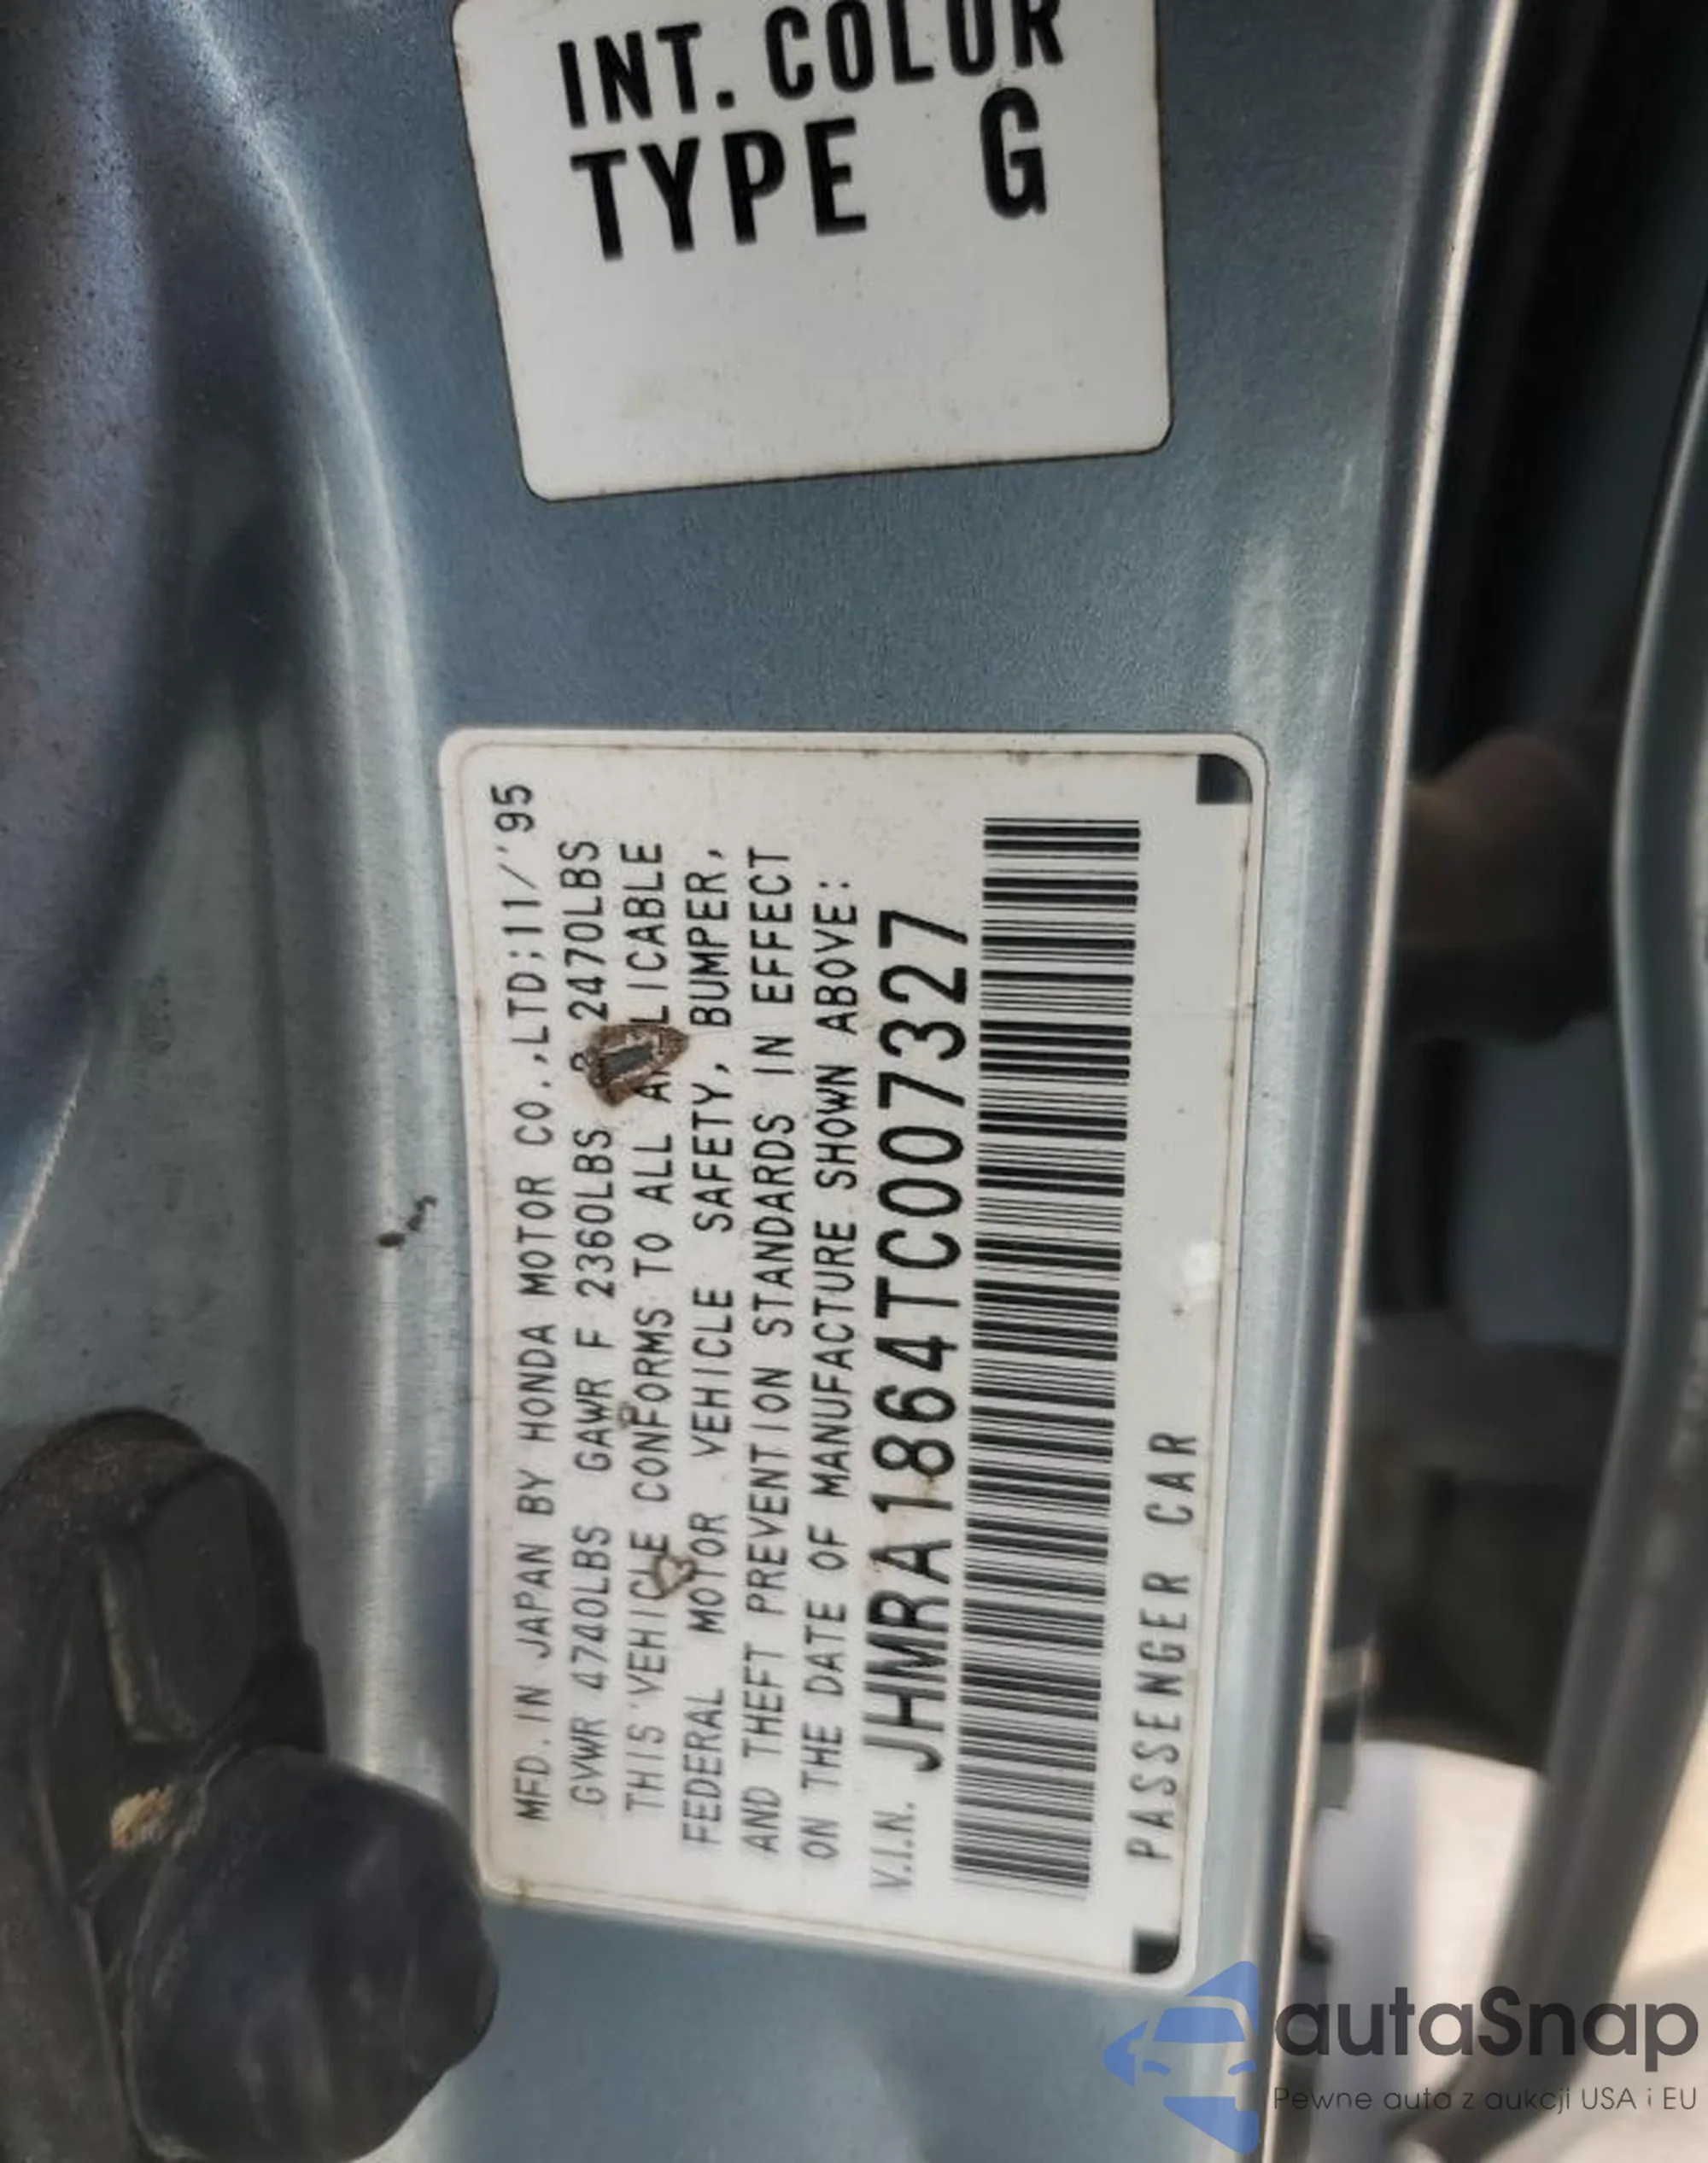 INT. COLOR
TYPE G
MFD. IN JAPAN BY HONDA MOTOR CO.,LTD;11/'95
GVWR 4740LBS GAWR F 2360LBS 2470LBS
THIS VEHICLE CONFORMS TO ALL APPLICABLE
FEDERAL MOTOR VEHICLE SAFETY, BUMPER,
AND THEFT PREVENTION STANDARDS IN EFFECT
ON THE DATE OF MANUFACTURE SHOWN ABOVE:
V.I.N. JHMRA1864TC007327
PASSENGER CAR
autaSnap
Pewne auta z aukcji USA i EU